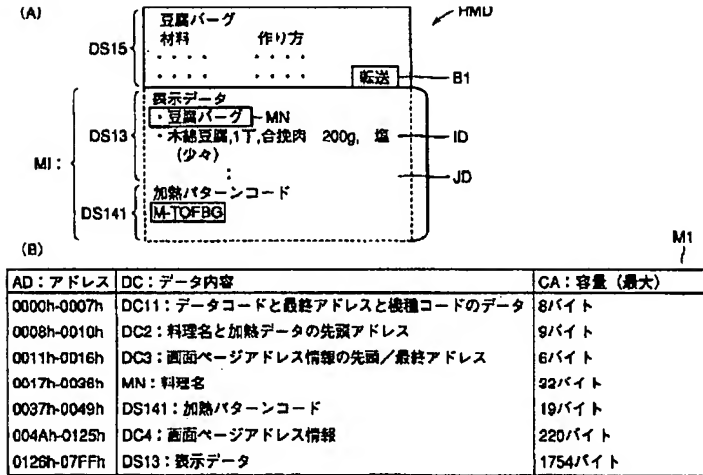 (A)
HMD
豆腐バーグ
材料 作り方
DS15
・・・・ ・・・・
・・・・ ・・・・
転送 B1
表示データ
・豆腐バーグ MN
DS13
・木綿豆腐,1丁,合挽肉 200g, 塩 ID
(少々)
MI:
:
JD
加熱パターンコード
DS141
M-TOFBG
(B)
M1
AD:アドレス DC:データ内容 CA:容量(最大)
0000h-0007h DC11:データコードと最終アドレスと機種コードのデータ 8バイト
0008h-0010h DC2:料理名と加熱データの先頭アドレス 9バイト
0011h-0016h DC3:画面ページアドレス情報の先頭/最終アドレス 6バイト
0017h-0036h MN:料理名 32バイト
0037h-0049h DS141:加熱パターンコード 19バイト
004Ah-0125h DC4:画面ページアドレス情報 220バイト
0126h-07FFh DS13:表示データ 1754バイト